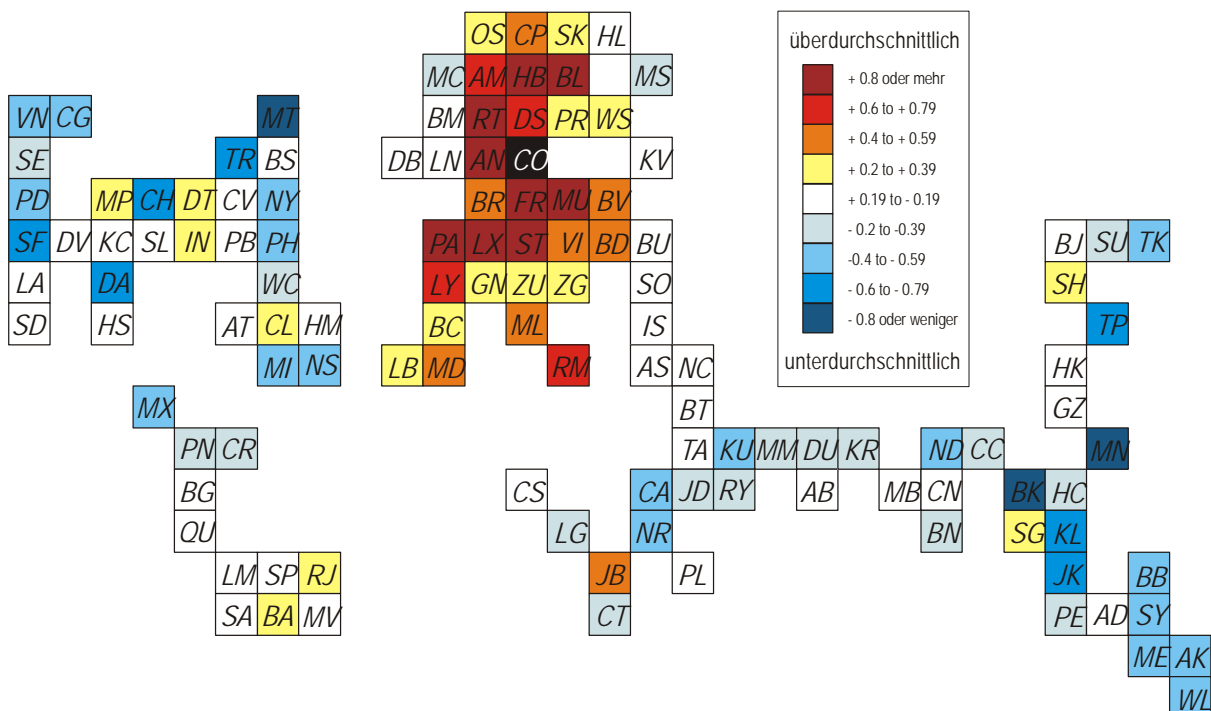 OS CP SK HL
MC AM HB BL MS
VN CG MT BM RT DS PR WS
SE TR BS DB LN AN CO KV
PD MP CH DT CV NY BR FR MU BV
SF DV KC SL IN PB PH PA LX ST VI BD BU BJ SU TK
LA DA WC LY GN ZU ZG SO SH
SD HS AT CL HM BC ML IS TP
MI NS LB MD RM AS NC HK
MX BT GZ
PN CR TA KU MM DU KR ND CC MN
BG CS CA JD RY AB MB CN BK HC
QU LG NR BN SG KL
LM SP RJ JB PL JK BB
SA BA MV CT PE AD SY
ME AK
WL
überdurchschnittlich
+ 0.8 oder mehr
+ 0.6 to + 0.79
+ 0.4 to + 0.59
+ 0.2 to + 0.39
+ 0.19 to - 0.19
- 0.2 to -0.39
-0.4 to - 0.59
- 0.6 to - 0.79
- 0.8 oder weniger
unterdurchschnittlich